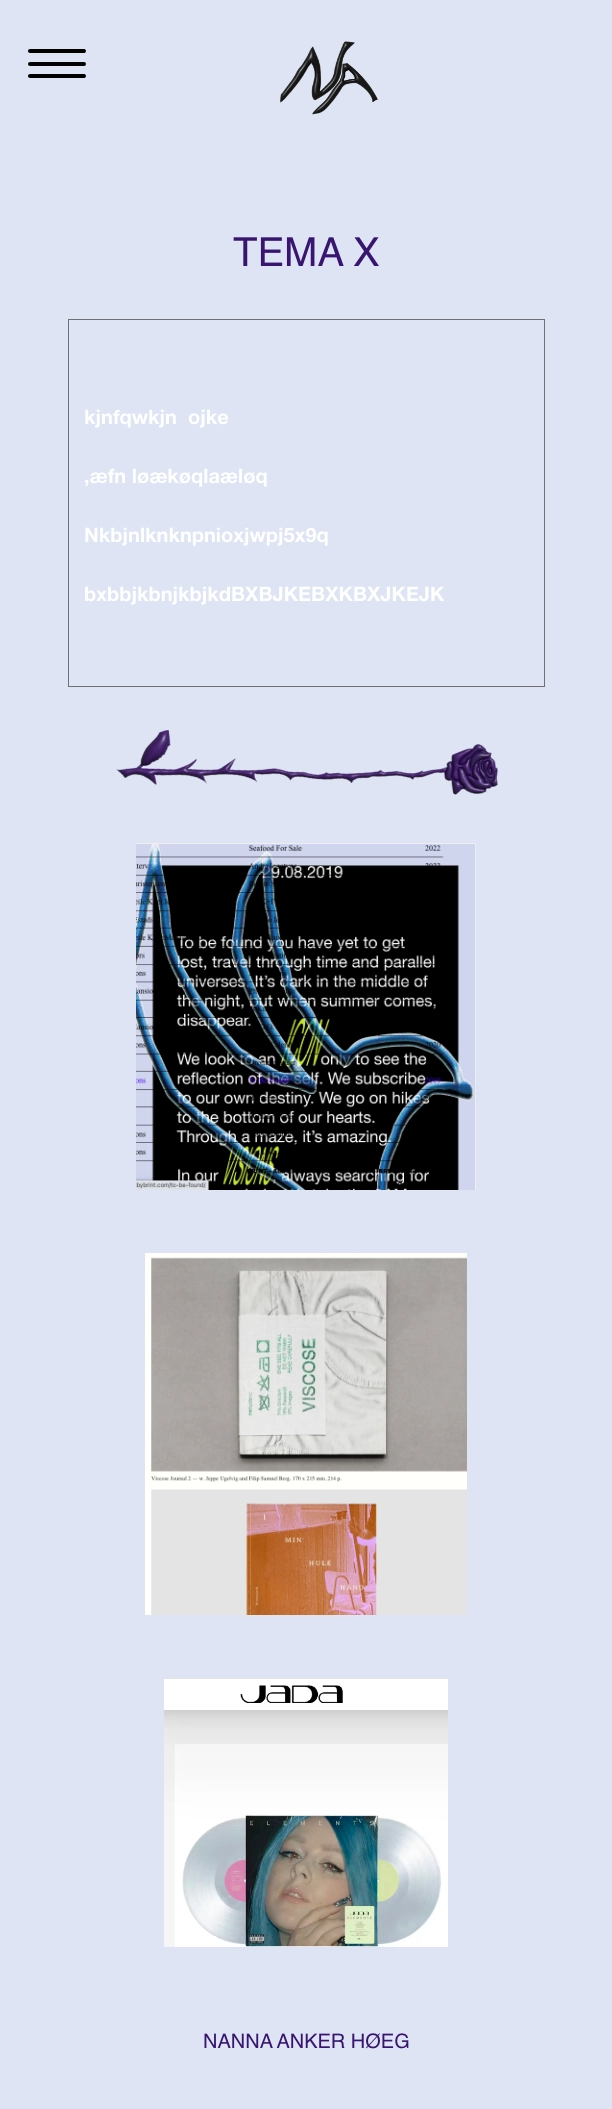 NA
TEMA X
kjnfqwkjn ojke
,æfn løækøqlaæløq
Nkbjnlknknpnioxjwpj5x9q
bxbbjkbnjkbjkdBXBJKEBXKBXJKEJK
Seafood For Sale 2022
29.08.2019
To be found you have yet to get
lost, travel through time and parallel
universes. It’s dark in the middle of
the night, but when summer comes,
disappear.
We look to an ICON only to see the
reflection of the self. We subscribe
to our own destiny. We go on hikes
to the bottom of our hearts.
Through a maze, it’s amazing.
VISIONS
In our always searching for
VISCOSE
Viscose Journal 2 — w. Jeppe Ugelvig and Filip Samuel Berg. 170 x 215 mm, 214 p.
I
MIN
HULE
HAND
JADA
ELEMENTS
JADA
NANNA ANKER HØEG